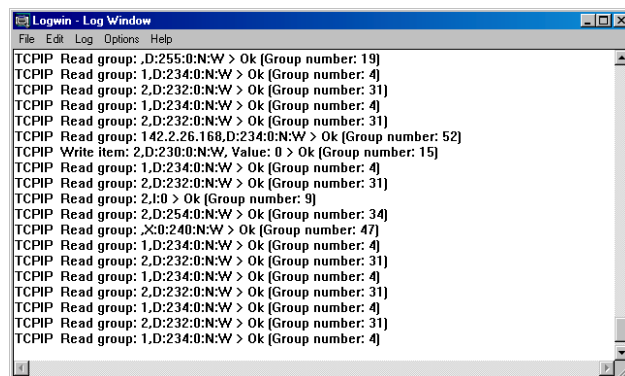 Logwin - Log Window
File Edit Log Options Help
TCPIP Read group: ,D:255:0:N:W > Ok (Group number: 19)
TCPIP Read group: 1,D:234:0:N:W > Ok (Group number: 4)
TCPIP Read group: 2,D:232:0:N:W > Ok (Group number: 31)
TCPIP Read group: 1,D:234:0:N:W > Ok (Group number: 4)
TCPIP Read group: 2,D:232:0:N:W > Ok (Group number: 31)
TCPIP Read group: 142.2.26.168,D:234:0:N:W > Ok (Group number: 52)
TCPIP Write item: 2,D:230:0:N:W, Value: 0 > Ok (Group number: 15)
TCPIP Read group: 1,D:234:0:N:W > Ok (Group number: 4)
TCPIP Read group: 2,D:232:0:N:W > Ok (Group number: 31)
TCPIP Read group: 2,I:0 > Ok (Group number: 9)
TCPIP Read group: 2,D:254:0:N:W > Ok (Group number: 34)
TCPIP Read group: ,X:0:240:N:W > Ok (Group number: 47)
TCPIP Read group: 1,D:234:0:N:W > Ok (Group number: 4)
TCPIP Read group: 2,D:232:0:N:W > Ok (Group number: 31)
TCPIP Read group: 1,D:234:0:N:W > Ok (Group number: 4)
TCPIP Read group: 2,D:232:0:N:W > Ok (Group number: 31)
TCPIP Read group: 1,D:234:0:N:W > Ok (Group number: 4)
TCPIP Read group: 2,D:232:0:N:W > Ok (Group number: 31)
TCPIP Read group: 1,D:234:0:N:W > Ok (Group number: 4)